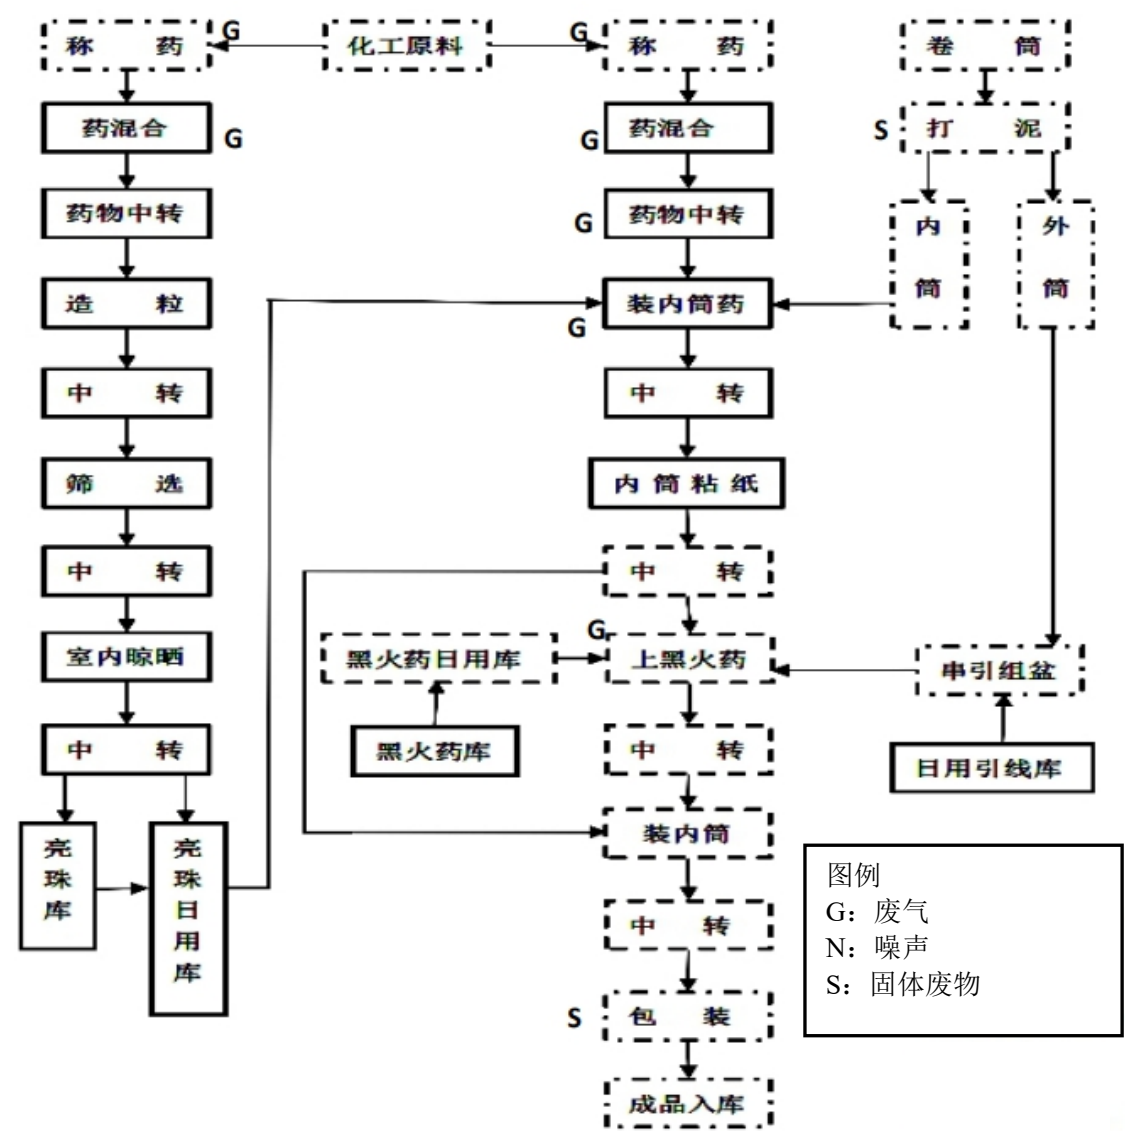 称 药
G
化工原料
G
称 药
卷 筒
药混合
G
G
药混合
S
打 泥
药物中转
G
药物中转
内筒
外筒
造 粒
装内筒药
G
中 转
中 转
筛 选
内筒粘纸
中 转
中 转
室内晾晒
黑火药日用库
G
上黑火药
串引组盆
中 转
黑火药库
中 转
日用引线库
亮珠库
亮珠日用库
装内筒
中 转
S
包 装
成品入库
图例
G：废气
N：噪声
S：固体废物